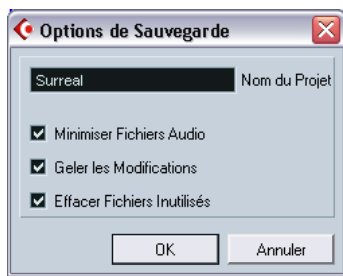 Options de Sauvegarde
Surreal Nom du Projet
Minimiser Fichiers Audio
Geler les Modifications
Effacer Fichiers Inutilisés
OK Annuler